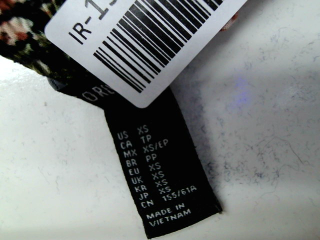 IR-15
US XS
CA TP
MX XS/EP
BR PP
EU XS
UK XS
KR XS
JP XS
CN 155/61A
MADE IN
VIETNAM